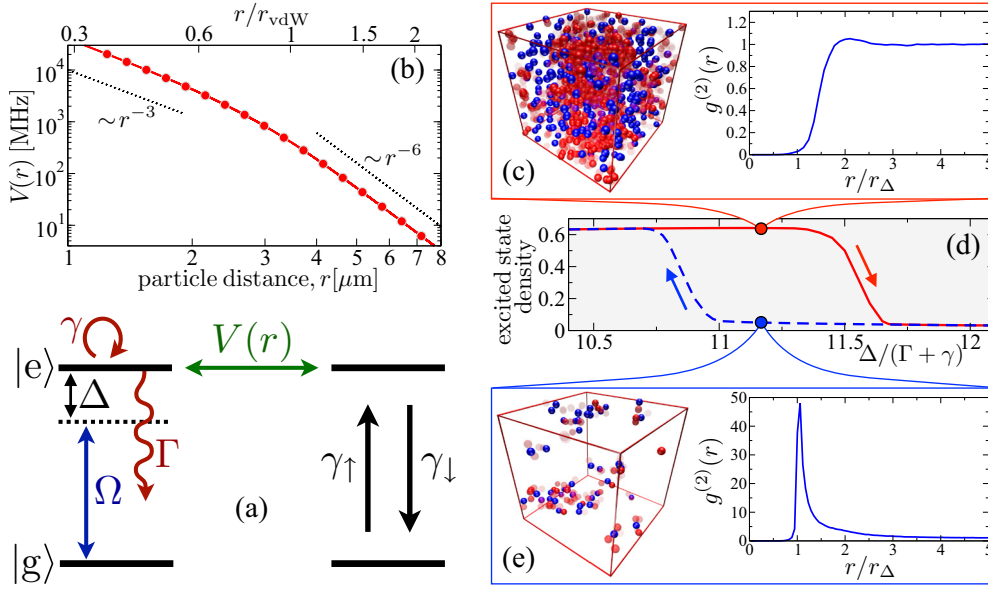 r/r_vdW
0.3 0.6 1 1.5 2
(b)
10^4
10^3
10^2
10^1
V(r) [MHz]
~r^−3
~r^−6
1 2 3 4 5 6 7 8
particle distance, r[μm]
(a)
γ
|e⟩
V(r)
Δ
Γ
Ω
γ↑
γ↓
|g⟩
(c)
g^(2)(r)
1.2
1
0.8
0.6
0.4
0.2
0
0 1 2 3 4 5
r/r_Δ
(d)
excited state
density
0.6
0.4
0.2
0
10.5 11 11.5 12
Δ/(Γ + γ)
(e)
g^(2)(r)
50
40
30
20
10
0
0 1 2 3 4 5
r/r_Δ